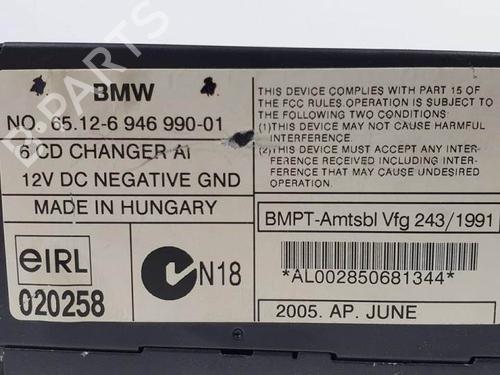 BMW
NO. 65.12-6 946 990-01
6 CD CHANGER AI
12V DC NEGATIVE GND
MADE IN HUNGARY
eIRL
020258
N18
THIS DEVICE COMPLIES WITH PART 15 OF
THE FCC RULES.OPERATION IS SUBJECT TO
THE FOLLOWING TWO CONDITIONS:
(1)THIS DEVICE MAY NOT CAUSE HARMFUL
INTERFERENCE.
(2)THIS DEVICE MUST ACCEPT ANY INTER-
FERENCE RECEIVED INCLUDING INTERFERENCE
THAT MAY CAUSE UNDESIRED
OPERATION.
BMPT-Amtsbl Vfg 243/1991
*AL002850681344*
2005. AP. JUNE
B-PARTS